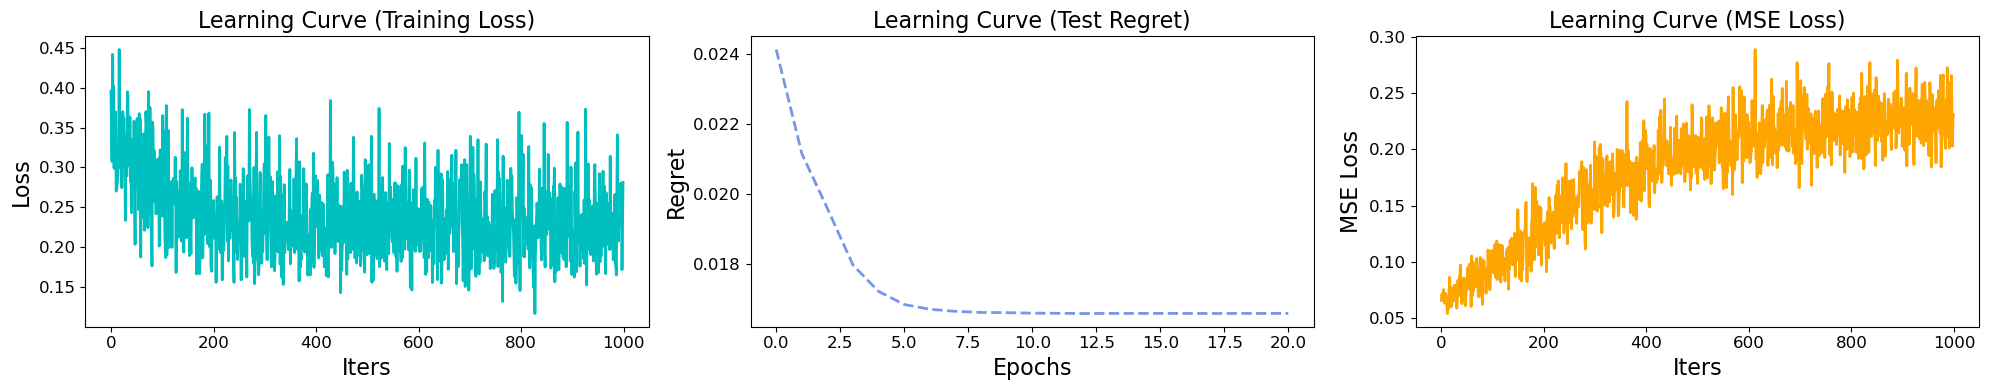 Learning Curve (Training Loss)
0.45
0.40
0.35
0.30
0.25
0.20
0.15
Loss
0 200 400 600 800 1000
Iters
Learning Curve (Test Regret)
0.024
0.022
0.020
0.018
Regret
0.0 2.5 5.0 7.5 10.0 12.5 15.0 17.5 20.0
Epochs
Learning Curve (MSE Loss)
0.30
0.25
0.20
0.15
0.10
0.05
MSE Loss
0 200 400 600 800 1000
Iters